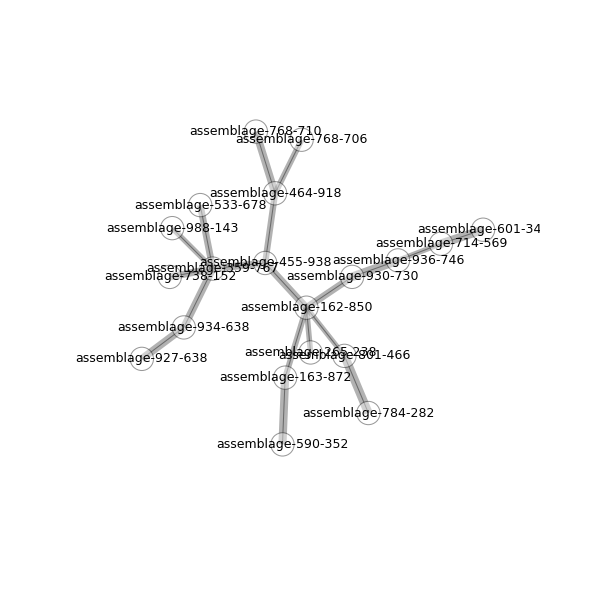 assemblage-768-710
assemblage-768-706
assemblage-464-918
assemblage-533-678
assemblage-988-143
assemblage-601-34
assemblage-714-569
assemblage-936-746
assemblage-455-938
assemblage-359-767
assemblage-738-152
assemblage-930-730
assemblage-162-850
assemblage-934-638
assemblage-265-238
assemblage-801-466
assemblage-927-638
assemblage-163-872
assemblage-784-282
assemblage-590-352